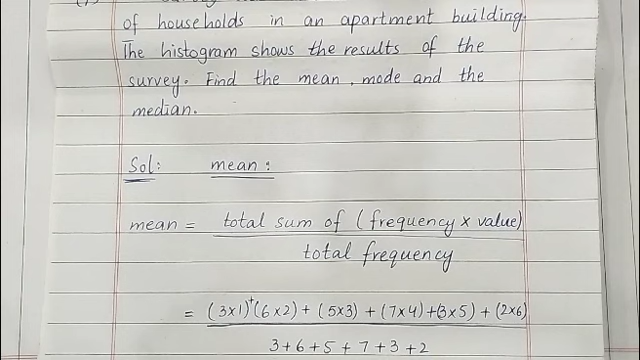 of households in an apartment building.
The histogram shows the results of the
survey. Find the mean, mode and the
median.
Sol: mean:
mean = total sum of (frequency x value)
total frequency
= (3x1)+(6x2) + (5x3) + (7x4)+(3x5) + (2x6)
3+6+5+7+3+2